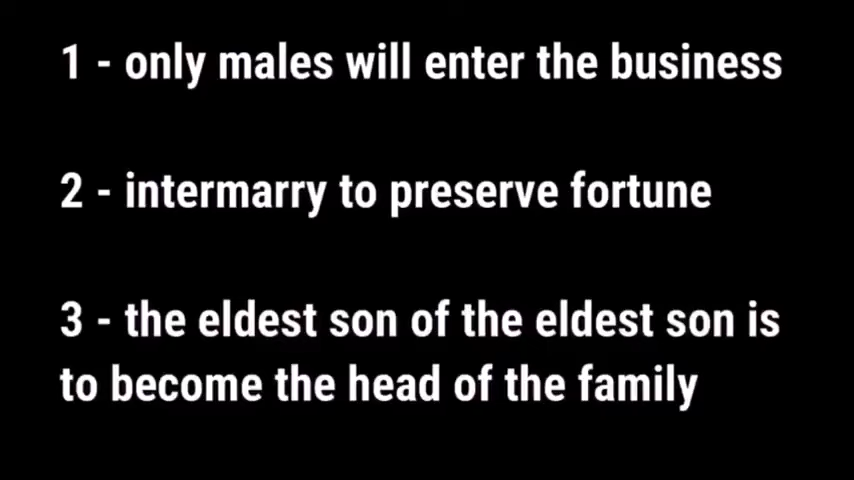 1 - only males will enter the business
2 - intermarry to preserve fortune
3 - the eldest son of the eldest son is
to become the head of the family